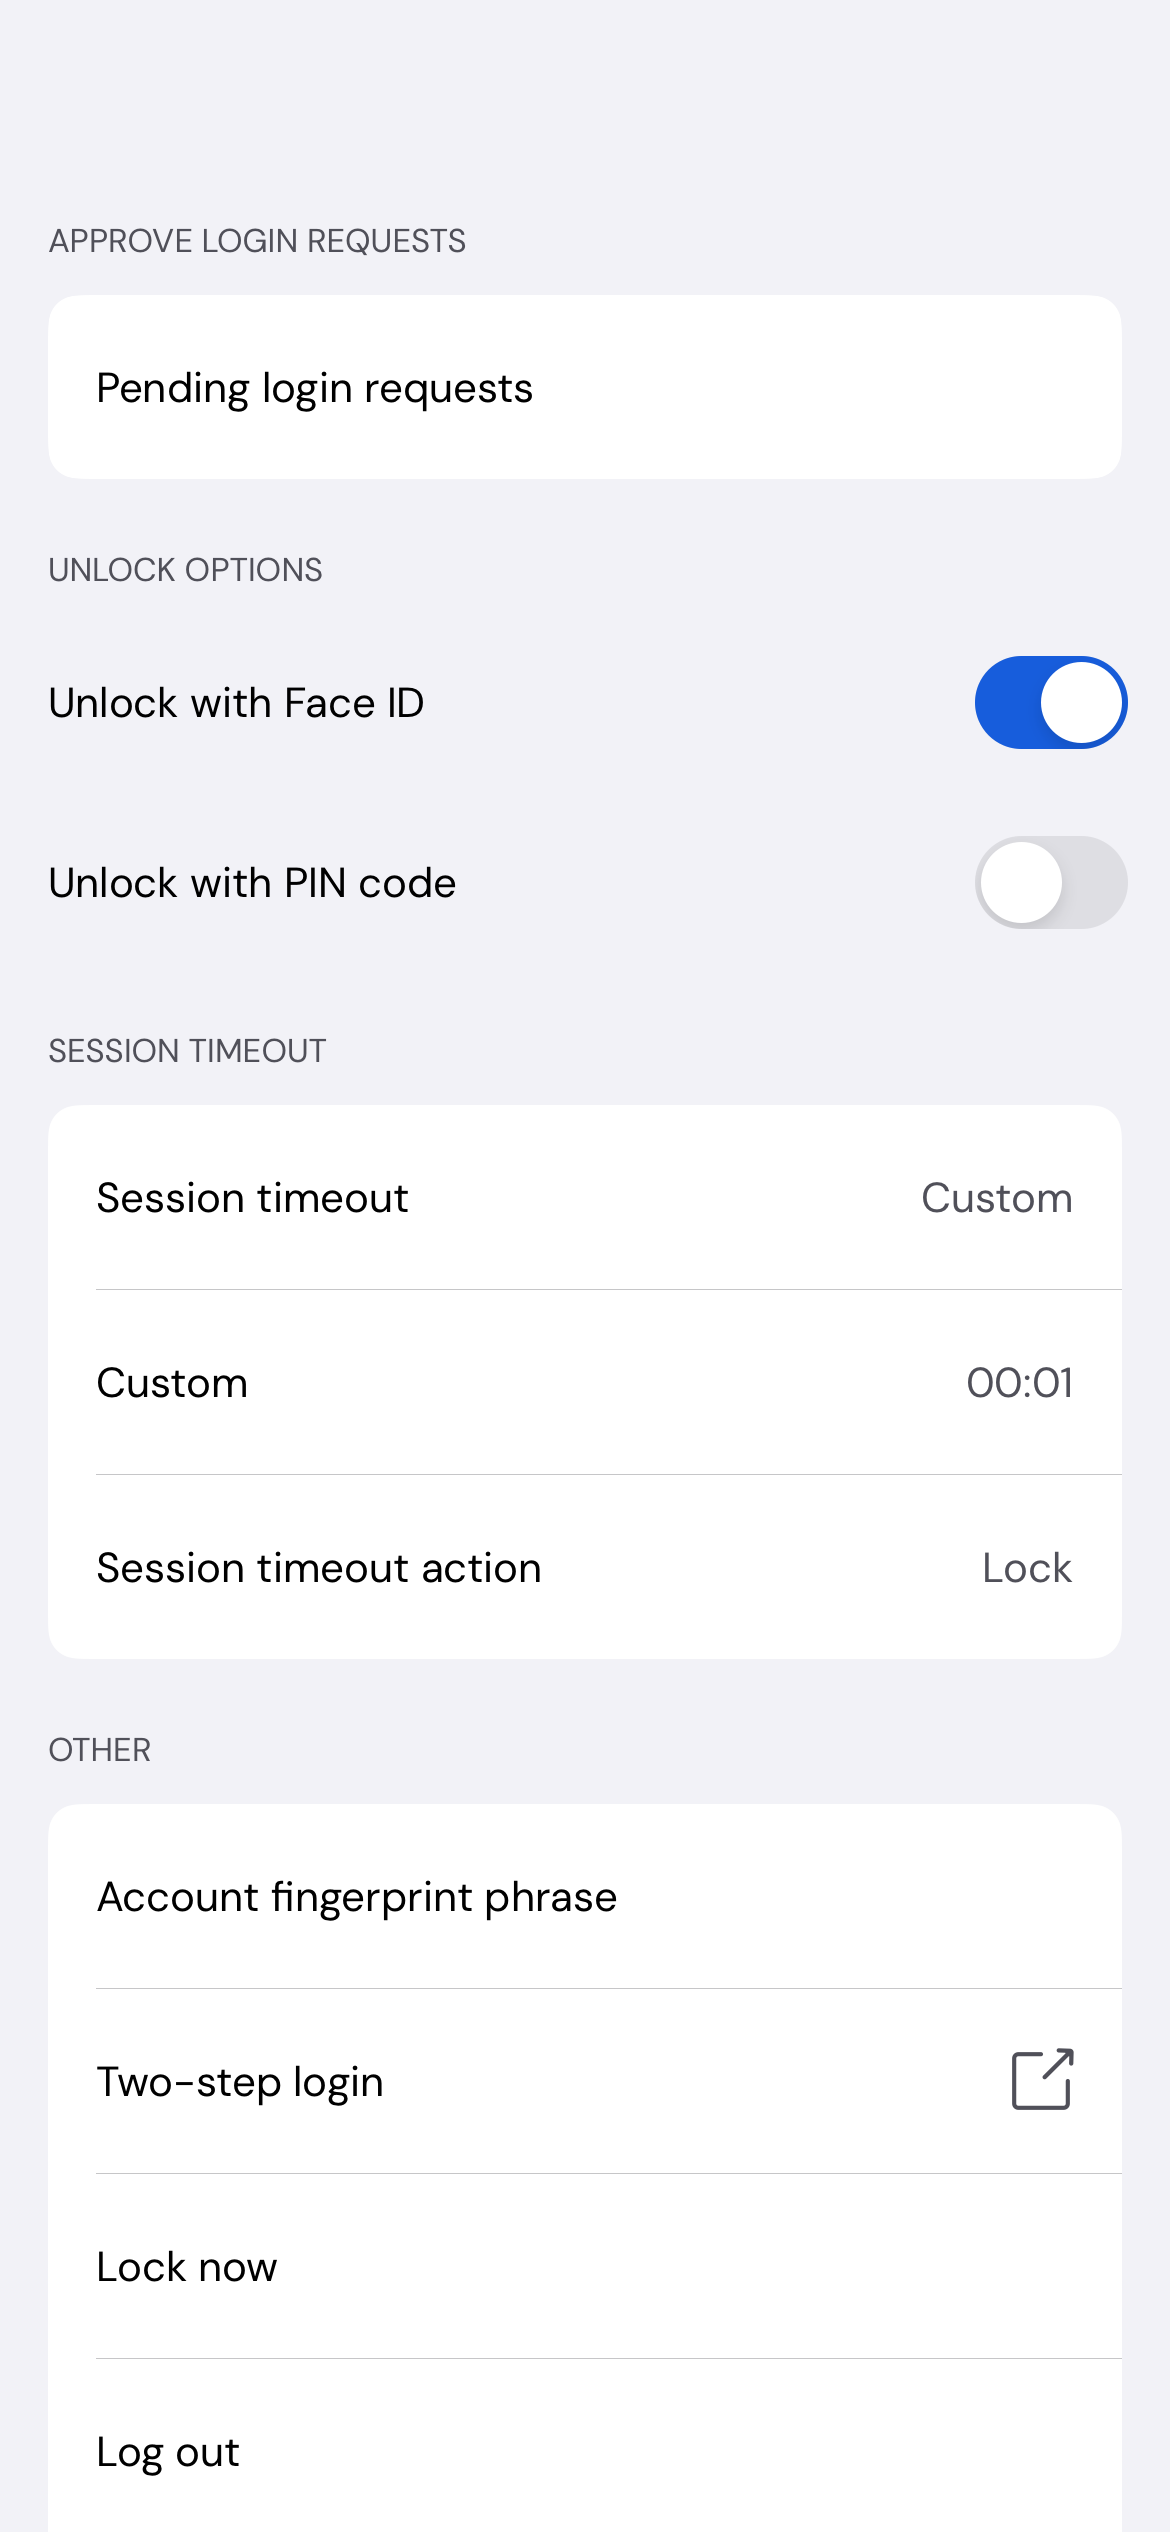 APPROVE LOGIN REQUESTS
Pending login requests
UNLOCK OPTIONS
Unlock with Face ID
Unlock with PIN code
SESSION TIMEOUT
Session timeout Custom
Custom 00:01
Session timeout action Lock
OTHER
Account fingerprint phrase
Two-step login
Lock now
Log out